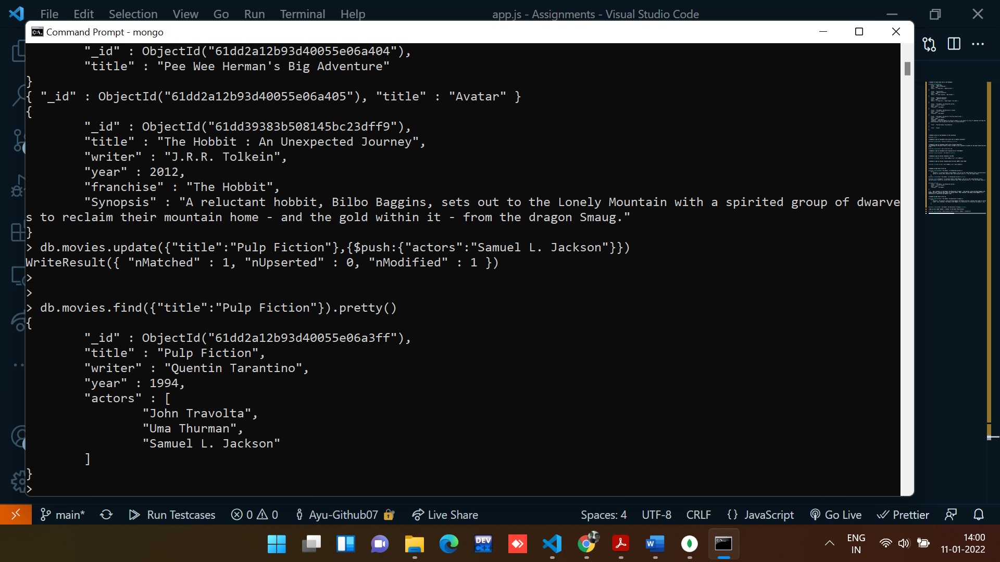 File Edit Selection View Go Run Terminal Help app.js - Assignments - Visual Studio Code
Command Prompt - mongo
"_id" : ObjectId("61dd2a12b93d40055e06a404"),
"title" : "Pee Wee Herman's Big Adventure"
}
{ "_id" : ObjectId("61dd2a12b93d40055e06a405"), "title" : "Avatar" }
{
"_id" : ObjectId("61dd39383b508145bc23dff9"),
"title" : "The Hobbit : An Unexpected Journey",
"writer" : "J.R.R. Tolkein",
"year" : 2012,
"franchise" : "The Hobbit",
"Synopsis" : "A reluctant hobbit, Bilbo Baggins, sets out to the Lonely Mountain with a spirited group of dwarve
s to reclaim their mountain home - and the gold within it - from the dragon Smaug."
}
> db.movies.update({"title":"Pulp Fiction"},{$push:{"actors":"Samuel L. Jackson"}})
WriteResult({ "nMatched" : 1, "nUpserted" : 0, "nModified" : 1 })
>
>
> db.movies.find({"title":"Pulp Fiction"}).pretty()
{
"_id" : ObjectId("61dd2a12b93d40055e06a3ff"),
"title" : "Pulp Fiction",
"writer" : "Quentin Tarantino",
"year" : 1994,
"actors" : [
"John Travolta",
"Uma Thurman",
"Samuel L. Jackson"
]
}
>
main* Run Testcases 0 0 Ayu-Github07 Live Share Spaces: 4 UTF-8 CRLF {} JavaScript Go Live Prettier
DEV C++
ENG
IN
14:00
11-01-2022